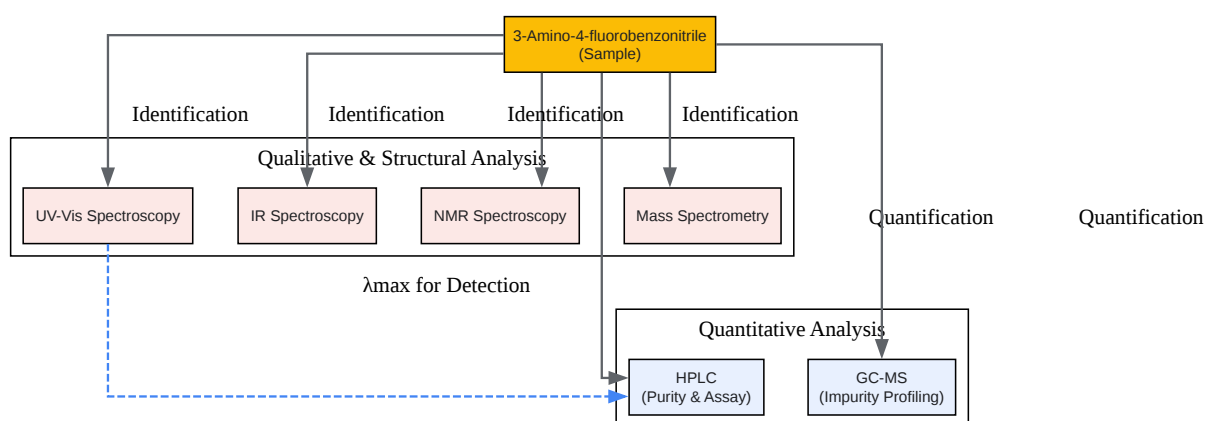 3-Amino-4-fluorobenzonitrile
(Sample)
Identification
Identification
Identification
Identification
Qualitative & Structural Analysis
UV-Vis Spectroscopy
IR Spectroscopy
NMR Spectroscopy
Mass Spectrometry
Quantification
Quantification
λmax for Detection
Quantitative Analysis
HPLC
(Purity & Assay)
GC-MS
(Impurity Profiling)